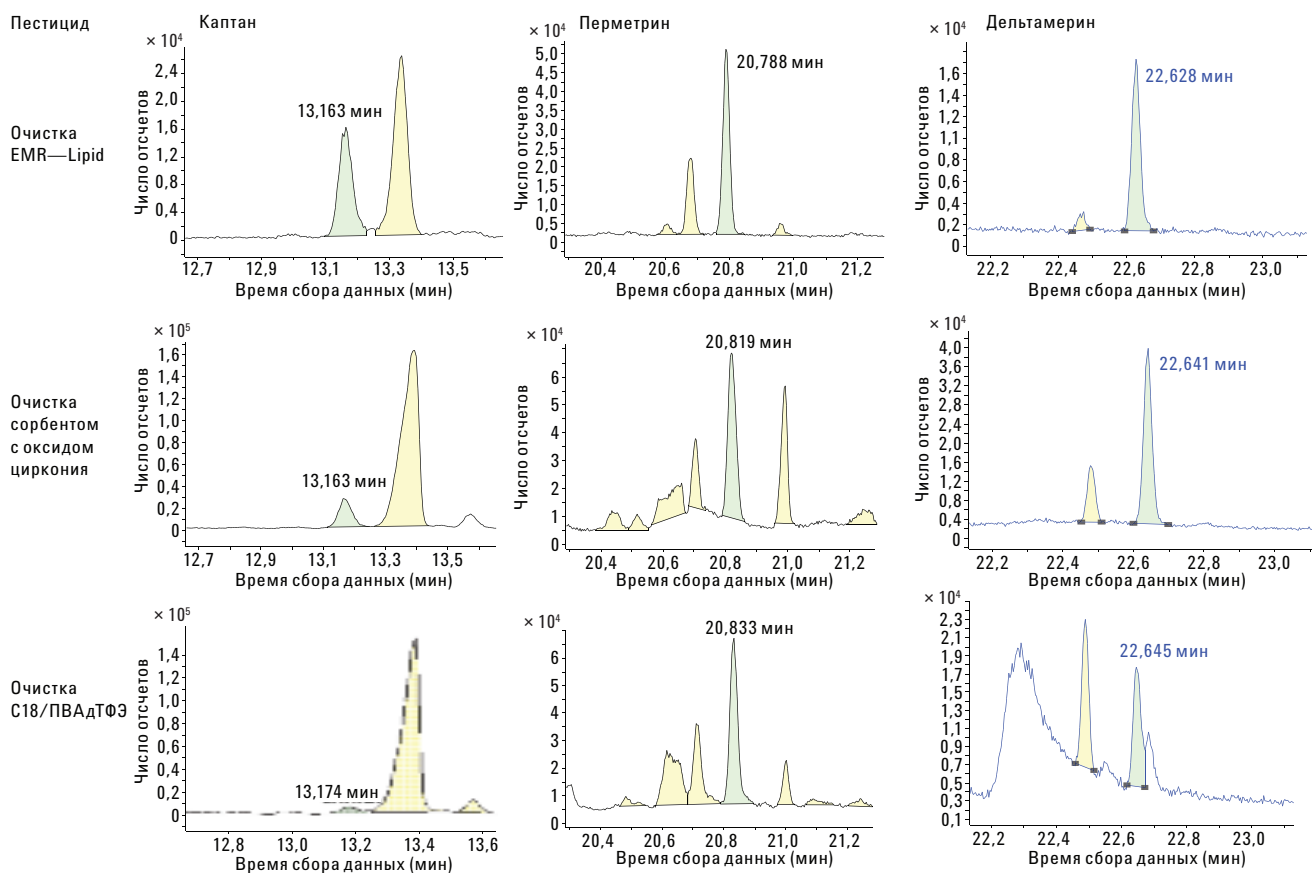 Пестицид
Каптан
Перметрин
Дельтамерин
Очистка
EMR—Lipid
× 10⁴
Число отсчетов
2,4
2,0
1,6
1,2
0,8
0,4
0
13,163 мин
12,7 12,9 13,1 13,3 13,5
Время сбора данных (мин)
× 10⁴
Число отсчетов
5,0
4,5
4,0
3,5
3,0
2,5
2,0
1,5
1,0
0,5
0
20,788 мин
20,4 20,6 20,8 21,0 21,2
Время сбора данных (мин)
× 10⁴
Число отсчетов
1,6
1,4
1,2
1,0
0,8
0,6
0,4
0,2
0
22,628 мин
22,2 22,4 22,6 22,8 23,0
Время сбора данных (мин)
Очистка
сорбентом
с оксидом
циркония
× 10⁵
Число отсчетов
1,6
1,4
1,2
1,0
0,8
0,6
0,4
0,2
0
13,163 мин
12,7 12,9 13,1 13,3 13,5
Время сбора данных (мин)
× 10⁴
Число отсчетов
6
5
4
3
2
1
0
20,819 мин
20,4 20,6 20,8 21,0 21,2
Время сбора данных (мин)
× 10⁴
Число отсчетов
4,0
3,6
3,2
2,8
2,4
2,0
1,6
1,2
0,8
0,4
0
22,641 мин
22,2 22,4 22,6 22,8 23,0
Время сбора данных (мин)
Очистка
C18/ПВАдТФЭ
× 10⁵
Число отсчетов
1,4
1,2
1,0
0,8
0,6
0,4
0,2
0
13,174 мин
12,8 13,0 13,2 13,4 13,6
Время сбора данных (мин)
× 10⁴
Число отсчетов
6
5
4
3
2
1
0
20,833 мин
20,4 20,6 20,8 21,0 21,2
Время сбора данных (мин)
× 10⁴
Число отсчетов
2,3
2,1
1,9
1,7
1,5
1,3
1,1
0,9
0,7
0,5
0,3
0,1
22,645 мин
22,2 22,4 22,6 22,8 23,0
Время сбора данных (мин)